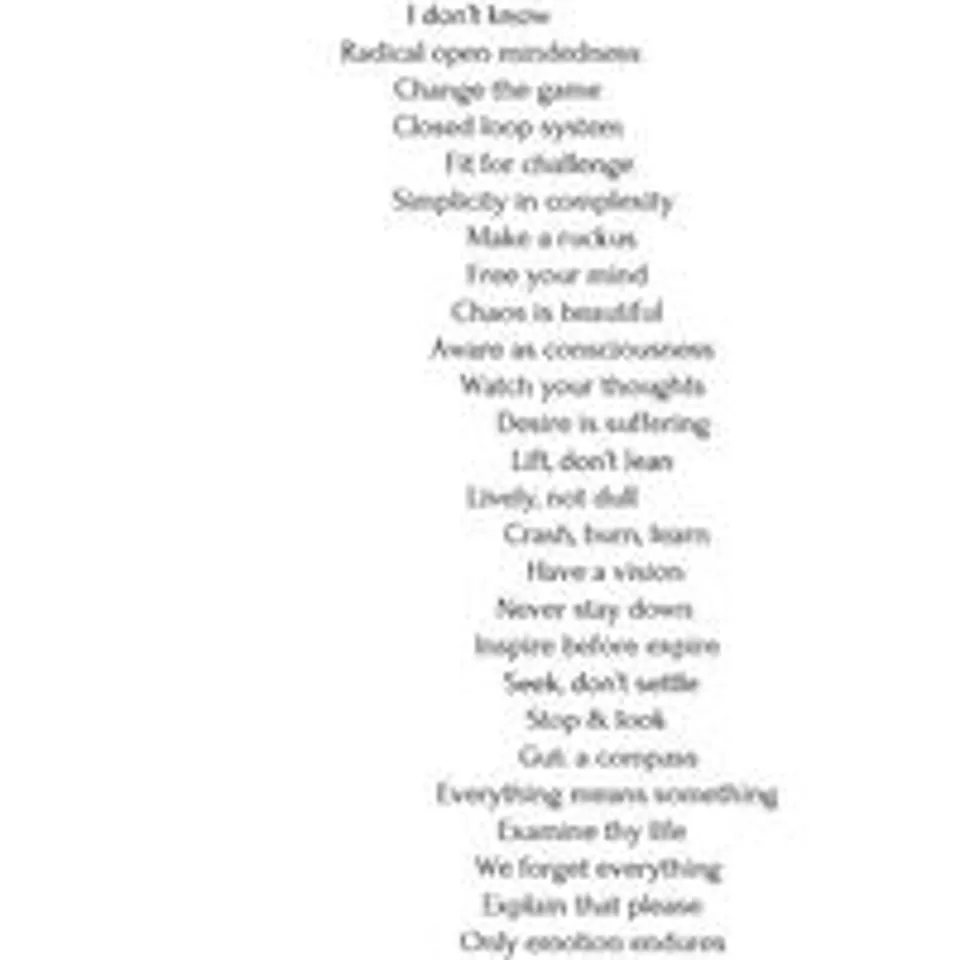 I don't know
Radical open mindedness
Change the game
Closed loop system
Fit for challenge
Simplicity in complexity
Make a ruckus
Free your mind
Chaos is beautiful
Aware as consciousness
Watch your thoughts
Desire is suffering
Lift, don't lean
Lively, not dull
Crash, burn, learn
Have a vision
Never stay down
Inspire before expire
Seek, don't settle
Stop & look
Gut: a compass
Everything means something
Examine thy life
We forget everything
Explain that please
Only emotion endures